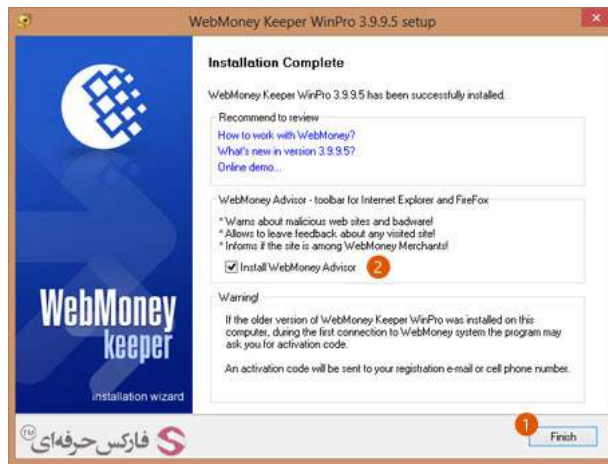 WebMoney Keeper WinPro 3.9.9.5 setup
Installation Complete
WebMoney Keeper WinPro 3.9.9.5 has been successfully installed.
Recommend to review
How to work with WebMoney?
What's new in version 3.9.9.5?
Online demo...
WebMoney Advisor - toolbar for Internet Explorer and FireFox
* Warns about malicious web sites and badware!
* Allows to leave feedback about any visited site!
* Informs if the site is among WebMoney Merchants!
Install WebMoney Advisor 2
Warning!
If the older version of WebMoney Keeper WinPro was installed on this
computer, during the first connection to WebMoney system the program may
ask you for activation code.
An activation code will be sent to your registration e-mail or cell phone number.
WebMoney
keeper
installation wizard
1
Finish
فارکس حرفه‌ای TM